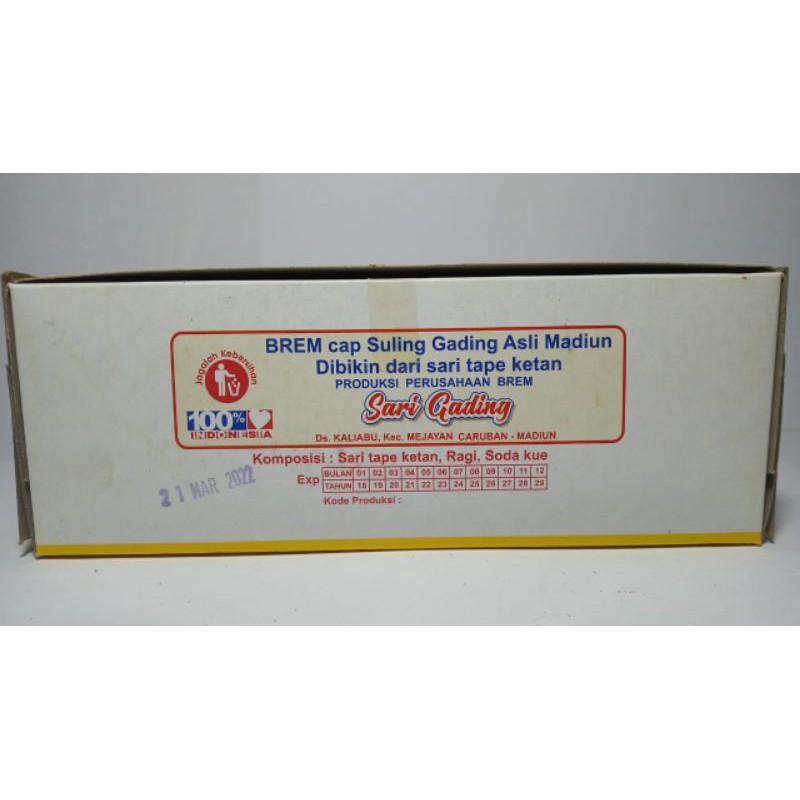 Jagalah Kebersihan
100%
INDONESIA
BREM cap Suling Gading Asli Madiun
Dibikin dari sari tape ketan
PRODUKSI PERUSAHAAN BREM
Sari Gading
Ds. KALIABU, Kec. MEJAYAN CARUBAN - MADIUN
Komposisi : Sari tape ketan, Ragi, Soda kue
Exp
BULAN 01 02 03 04 05 06 07 08 09 10 11 12
TAHUN 18 19 20 21 22 23 24 25 26 27 28 29
Kode Produksi :
21 MAR 2022